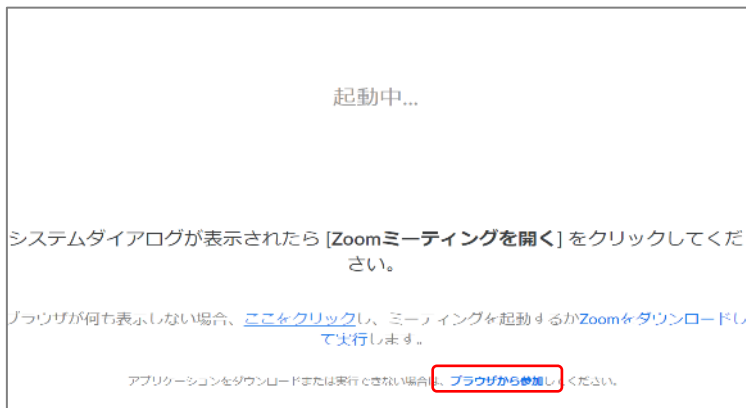 起動中...
システムダイアログが表示されたら [Zoomミーティングを開く] をクリックしてくだ
さい。
ブラウザが何も表示しない場合、ここをクリックし、ミーティングを起動するかZoomをダウンロードし
て実行します。
アプリケーションをダウンロードまたは実行できない場合は、ブラウザから参加してください。